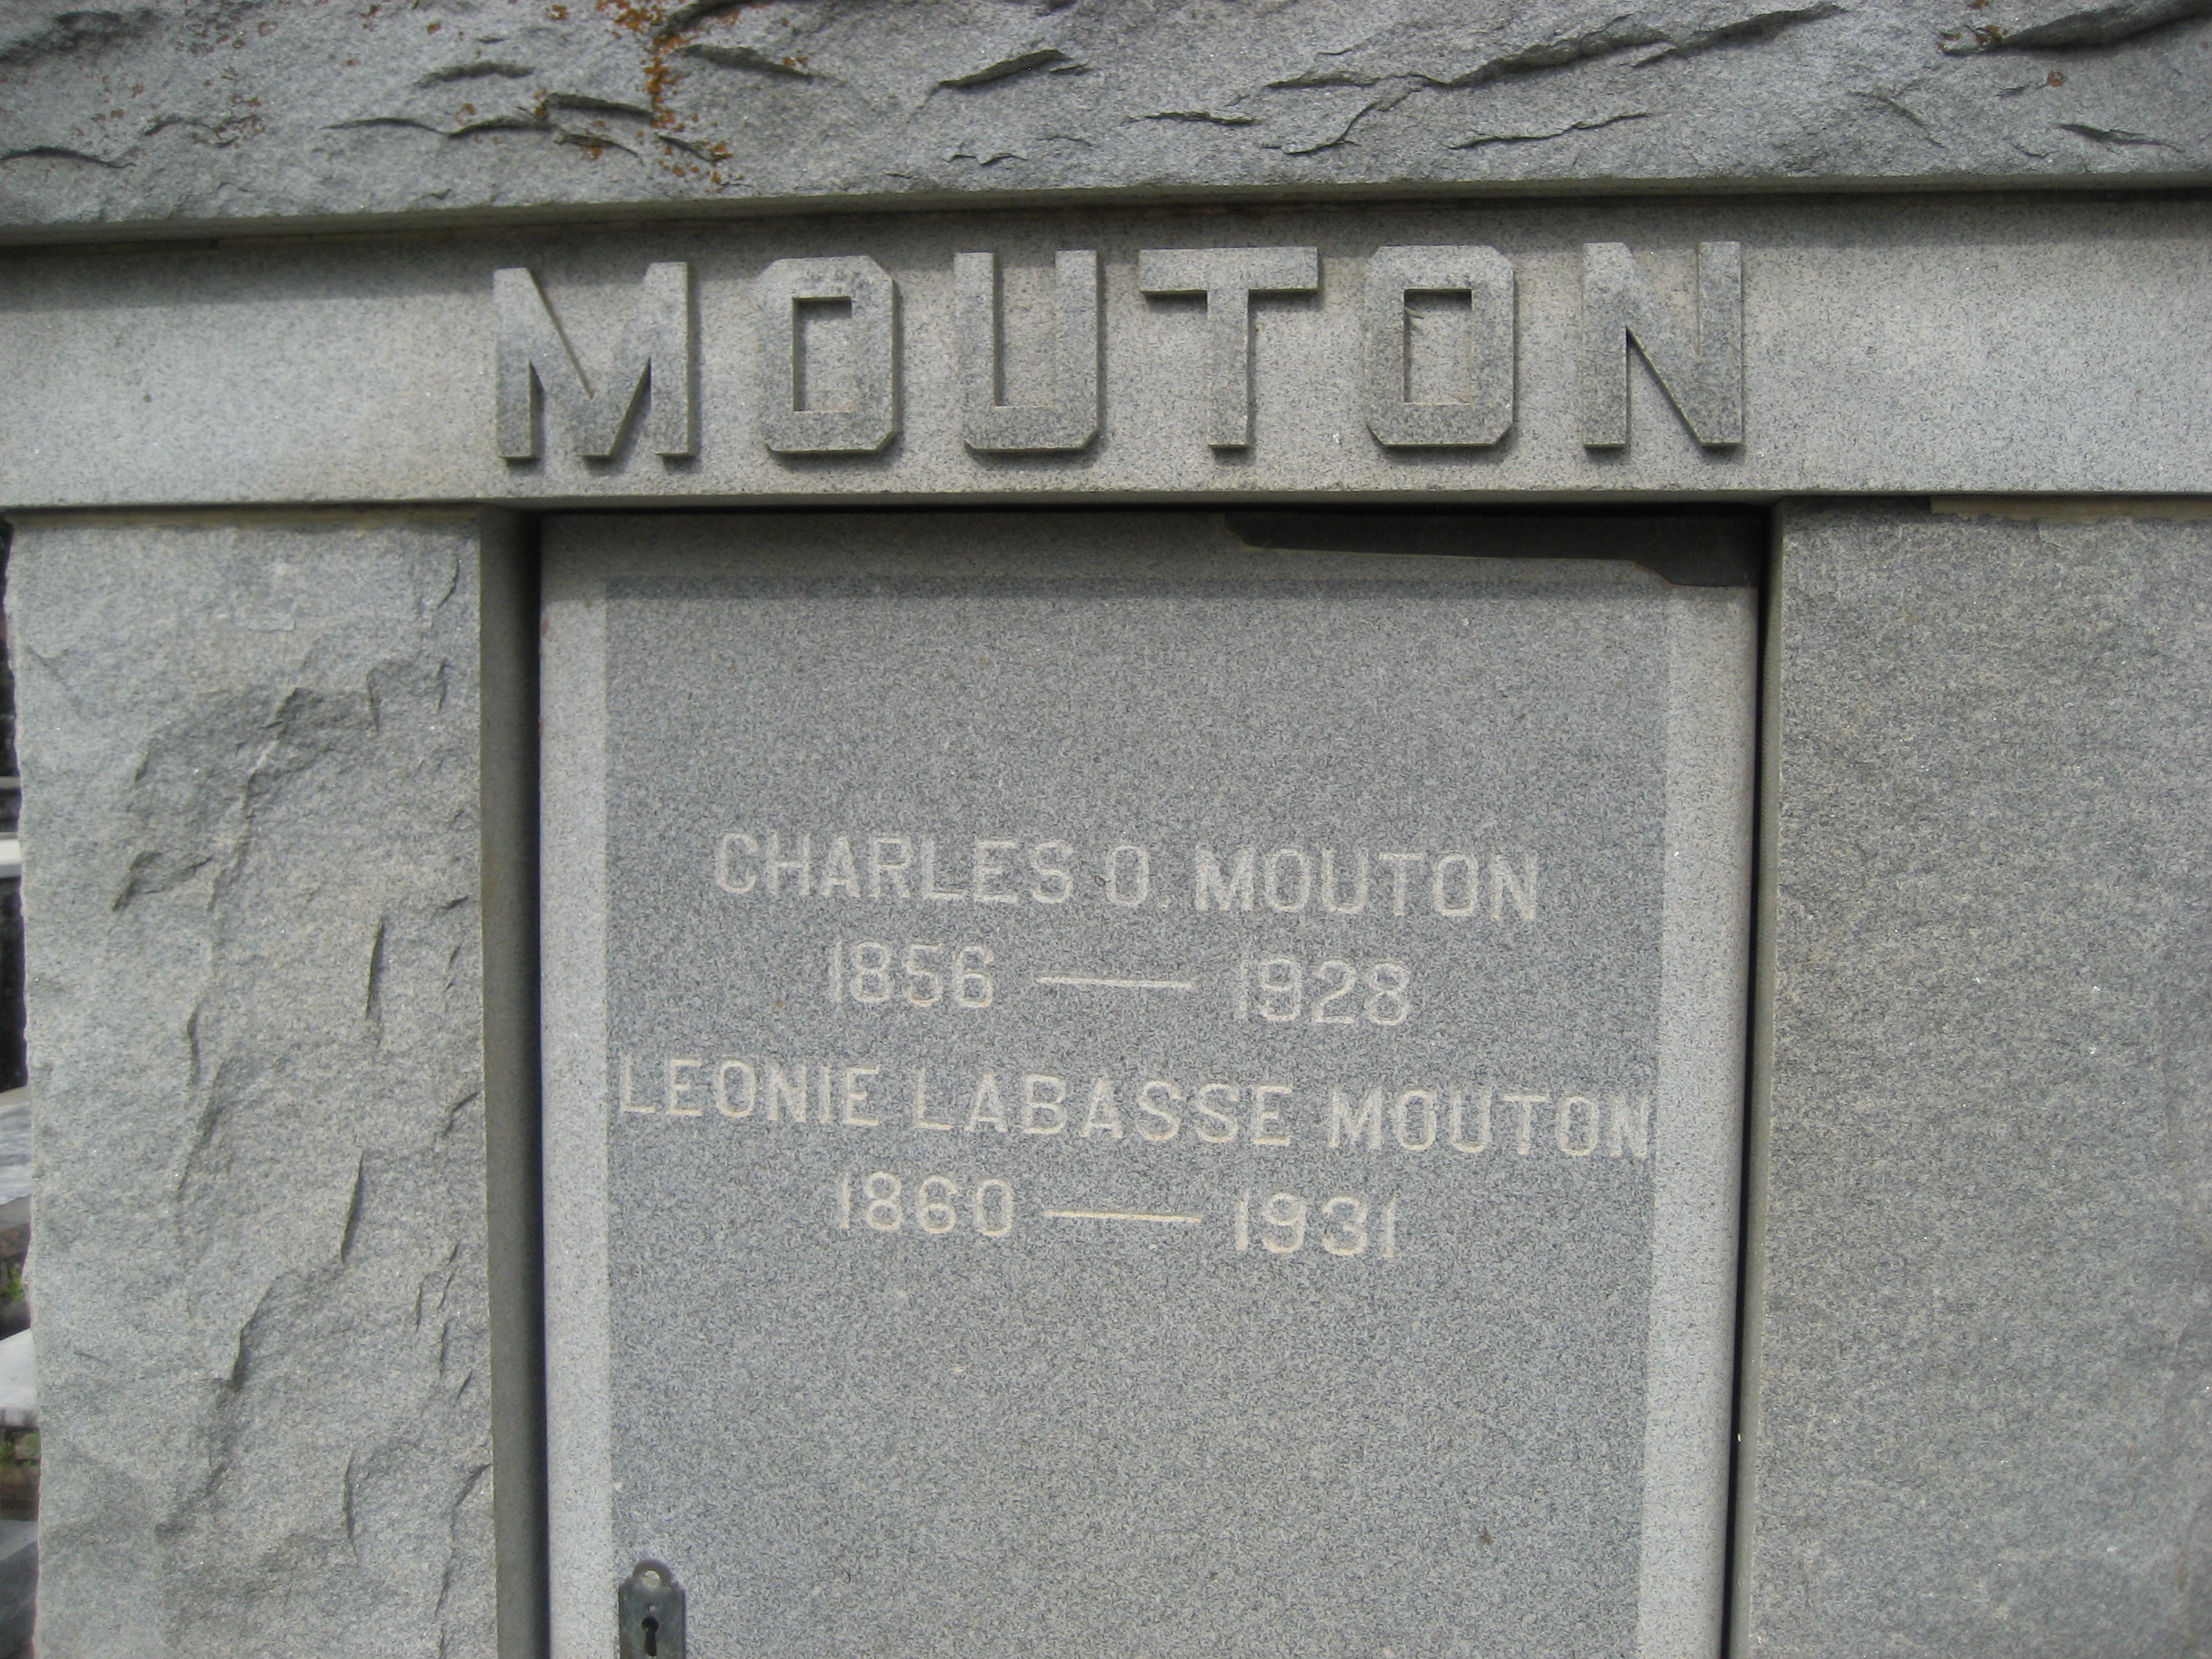 MOUTON
CHARLES O. MOUTON
1856 — 1928
LEONIE LABASSE MOUTON
1860 — 1931